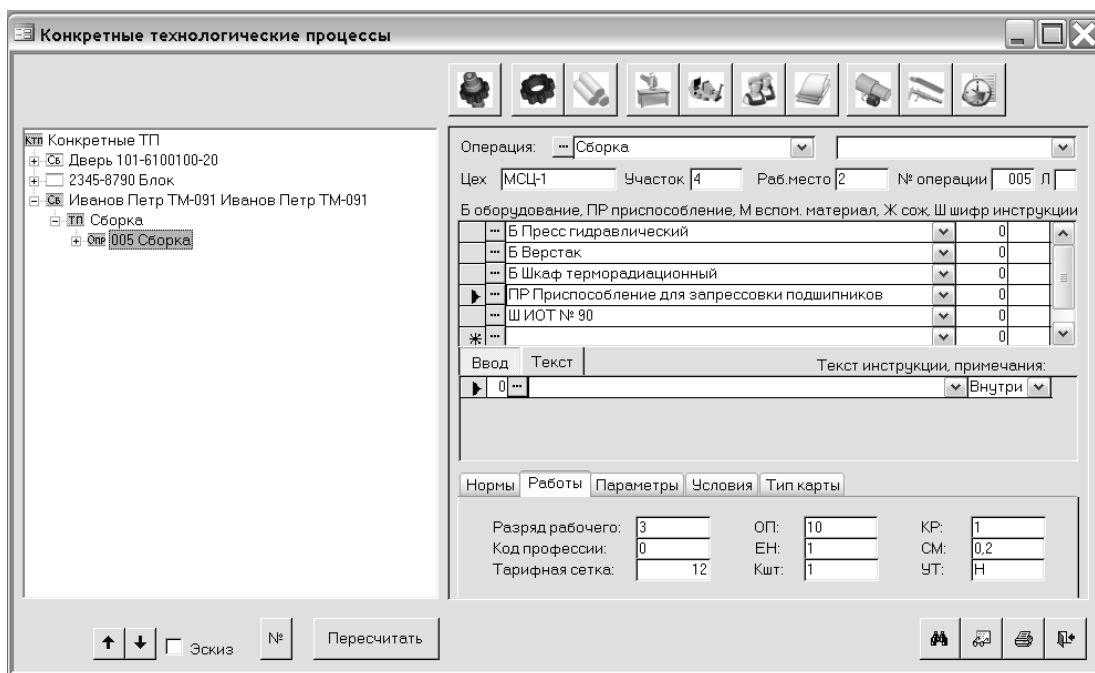 Конкретные технологические процессы
КТП Конкретные ТП
СБ Дверь 101-6100100-20
2345-8790 Блок
СБ Иванов Петр ТМ-091 Иванов Петр ТМ-091
ТП Сборка
Опр 005 Сборка
Операция: ... Сборка
Цех МСЦ-1 Участок 4 Раб.место 2 № операции 005 Л
Б оборудование, ПР приспособление, М вспом. материал, Ж сож, Ш шифр инструкции
... Б Пресс гидравлический 0
... Б Верстак 0
... Б Шкаф терморадиационный 0
... ПР Приспособление для запрессовки подшипников 0
... Ш ИОТ № 90 0
... 0
Ввод Текст Текст инструкции, примечания:
0 ... Внутри
Нормы Работы Параметры Условия Тип карты
Разряд рабочего: 3 ОП: 10 КР: 1
Код профессии: 0 ЕН: 1 СМ: 0,2
Тарифная сетка: 12 Кшт: 1 УТ: Н
Эскиз № Пересчитать